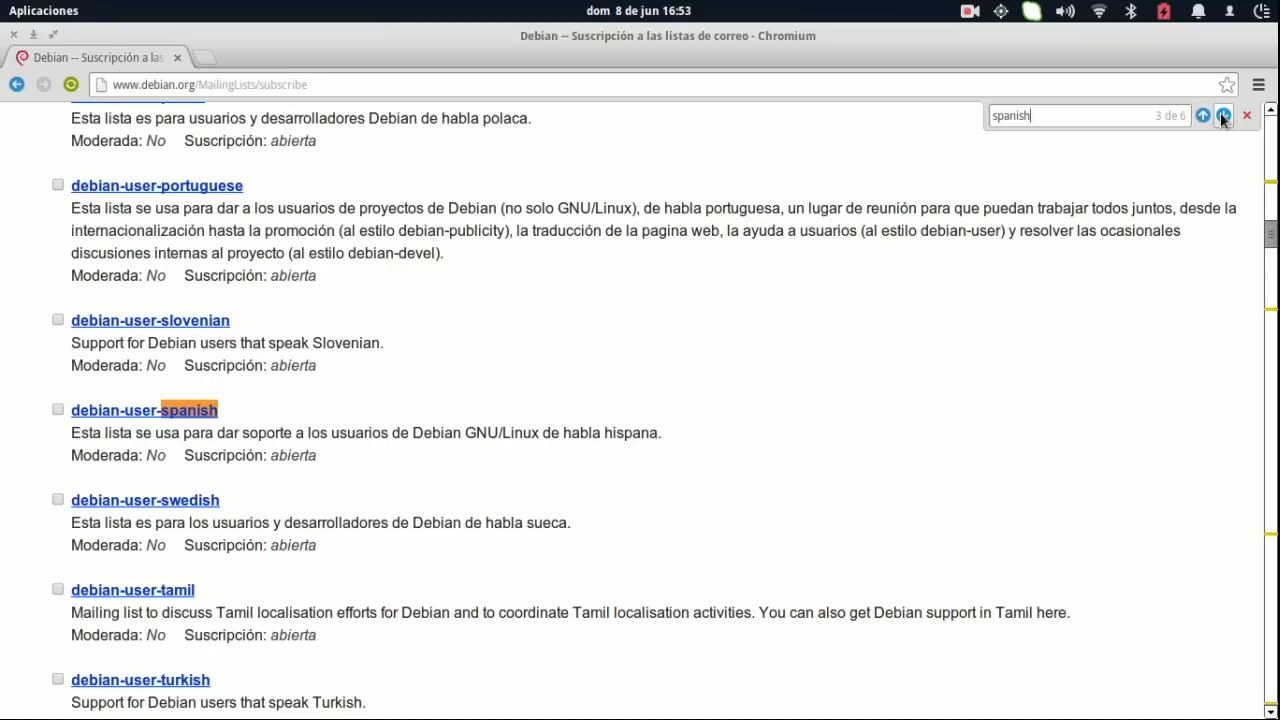 Aplicaciones
dom 8 de jun 16:53
Debian -- Suscripción a las listas de correo - Chromium
Debian -- Suscripción a las
www.debian.org/MailingLists/subscribe
spanish
3 de 6
Esta lista es para usuarios y desarrolladores Debian de habla polaca.
Moderada: No Suscripción: abierta
debian-user-portuguese
Esta lista se usa para dar a los usuarios de proyectos de Debian (no solo GNU/Linux), de habla portuguesa, un lugar de reunión para que puedan trabajar todos juntos, desde la
internacionalización hasta la promoción (al estilo debian-publicity), la traducción de la pagina web, la ayuda a usuarios (al estilo debian-user) y resolver las ocasionales
discusiones internas al proyecto (al estilo debian-devel).
Moderada: No Suscripción: abierta
debian-user-slovenian
Support for Debian users that speak Slovenian.
Moderada: No Suscripción: abierta
debian-user-spanish
Esta lista se usa para dar soporte a los usuarios de Debian GNU/Linux de habla hispana.
Moderada: No Suscripción: abierta
debian-user-swedish
Esta lista es para los usuarios y desarrolladores de Debian de habla sueca.
Moderada: No Suscripción: abierta
debian-user-tamil
Mailing list to discuss Tamil localisation efforts for Debian and to coordinate Tamil localisation activities. You can also get Debian support in Tamil here.
Moderada: No Suscripción: abierta
debian-user-turkish
Support for Debian users that speak Turkish.